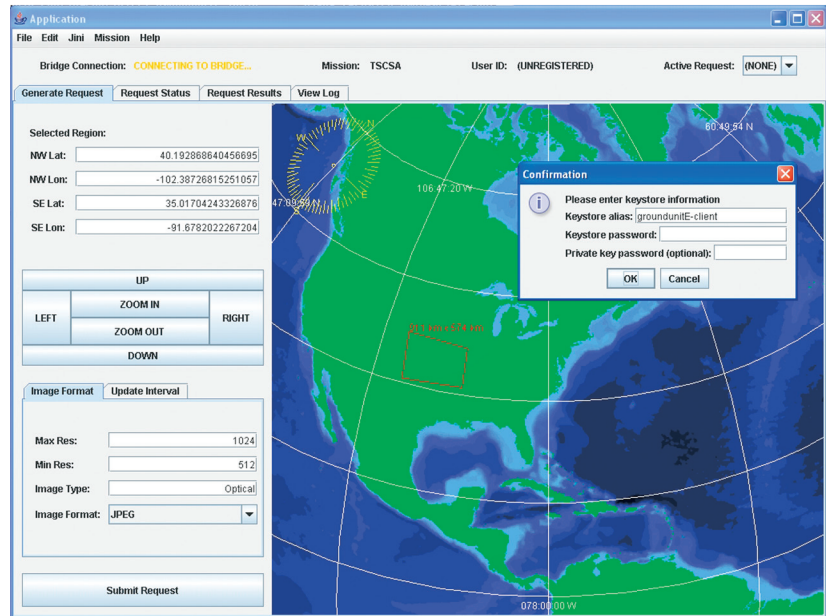 Application
File Edit Jini Mission Help
Bridge Connection: CONNECTING TO BRIDGE... Mission: TSCSA User ID: (UNREGISTERED) Active Request: (NONE)
Generate Request Request Status Request Results View Log
Selected Region:
NW Lat: 40.192868640456695
NW Lon: -102.38726815251057
SE Lat: 35.01704243326876
SE Lon: -91.6782022267204
UP
LEFT
ZOOM IN
ZOOM OUT
RIGHT
DOWN
Image Format Update Interval
Max Res: 1024
Min Res: 512
Image Type: Optical
Image Format: JPEG
Submit Request
N
W
E
S
60:49:54 N
106:47:20 W
078:00:00 W
Confirmation
Please enter keystore information
Keystore alias: groundunitE-client
Keystore password:
Private key password (optional):
OK Cancel